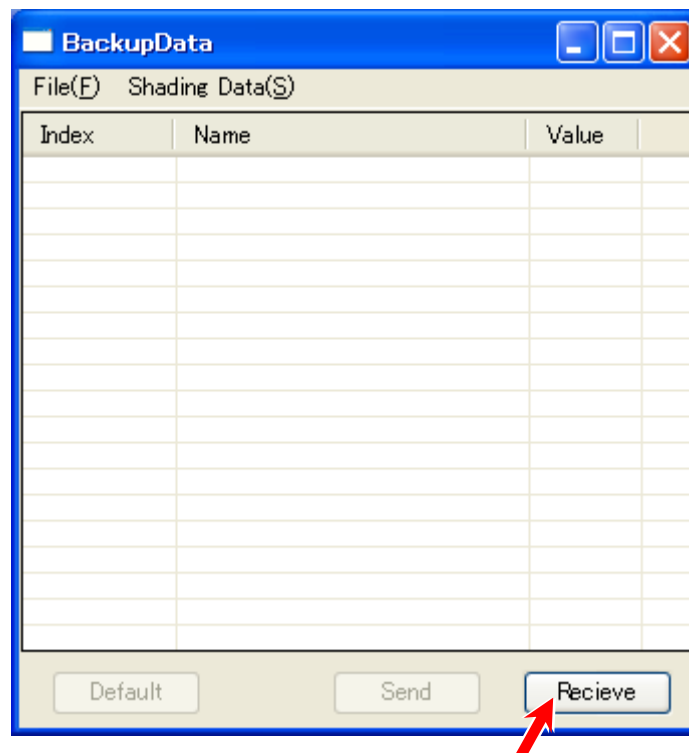 BackupData
File(F) Shading Data(S)
Index Name Value
Default Send Recieve